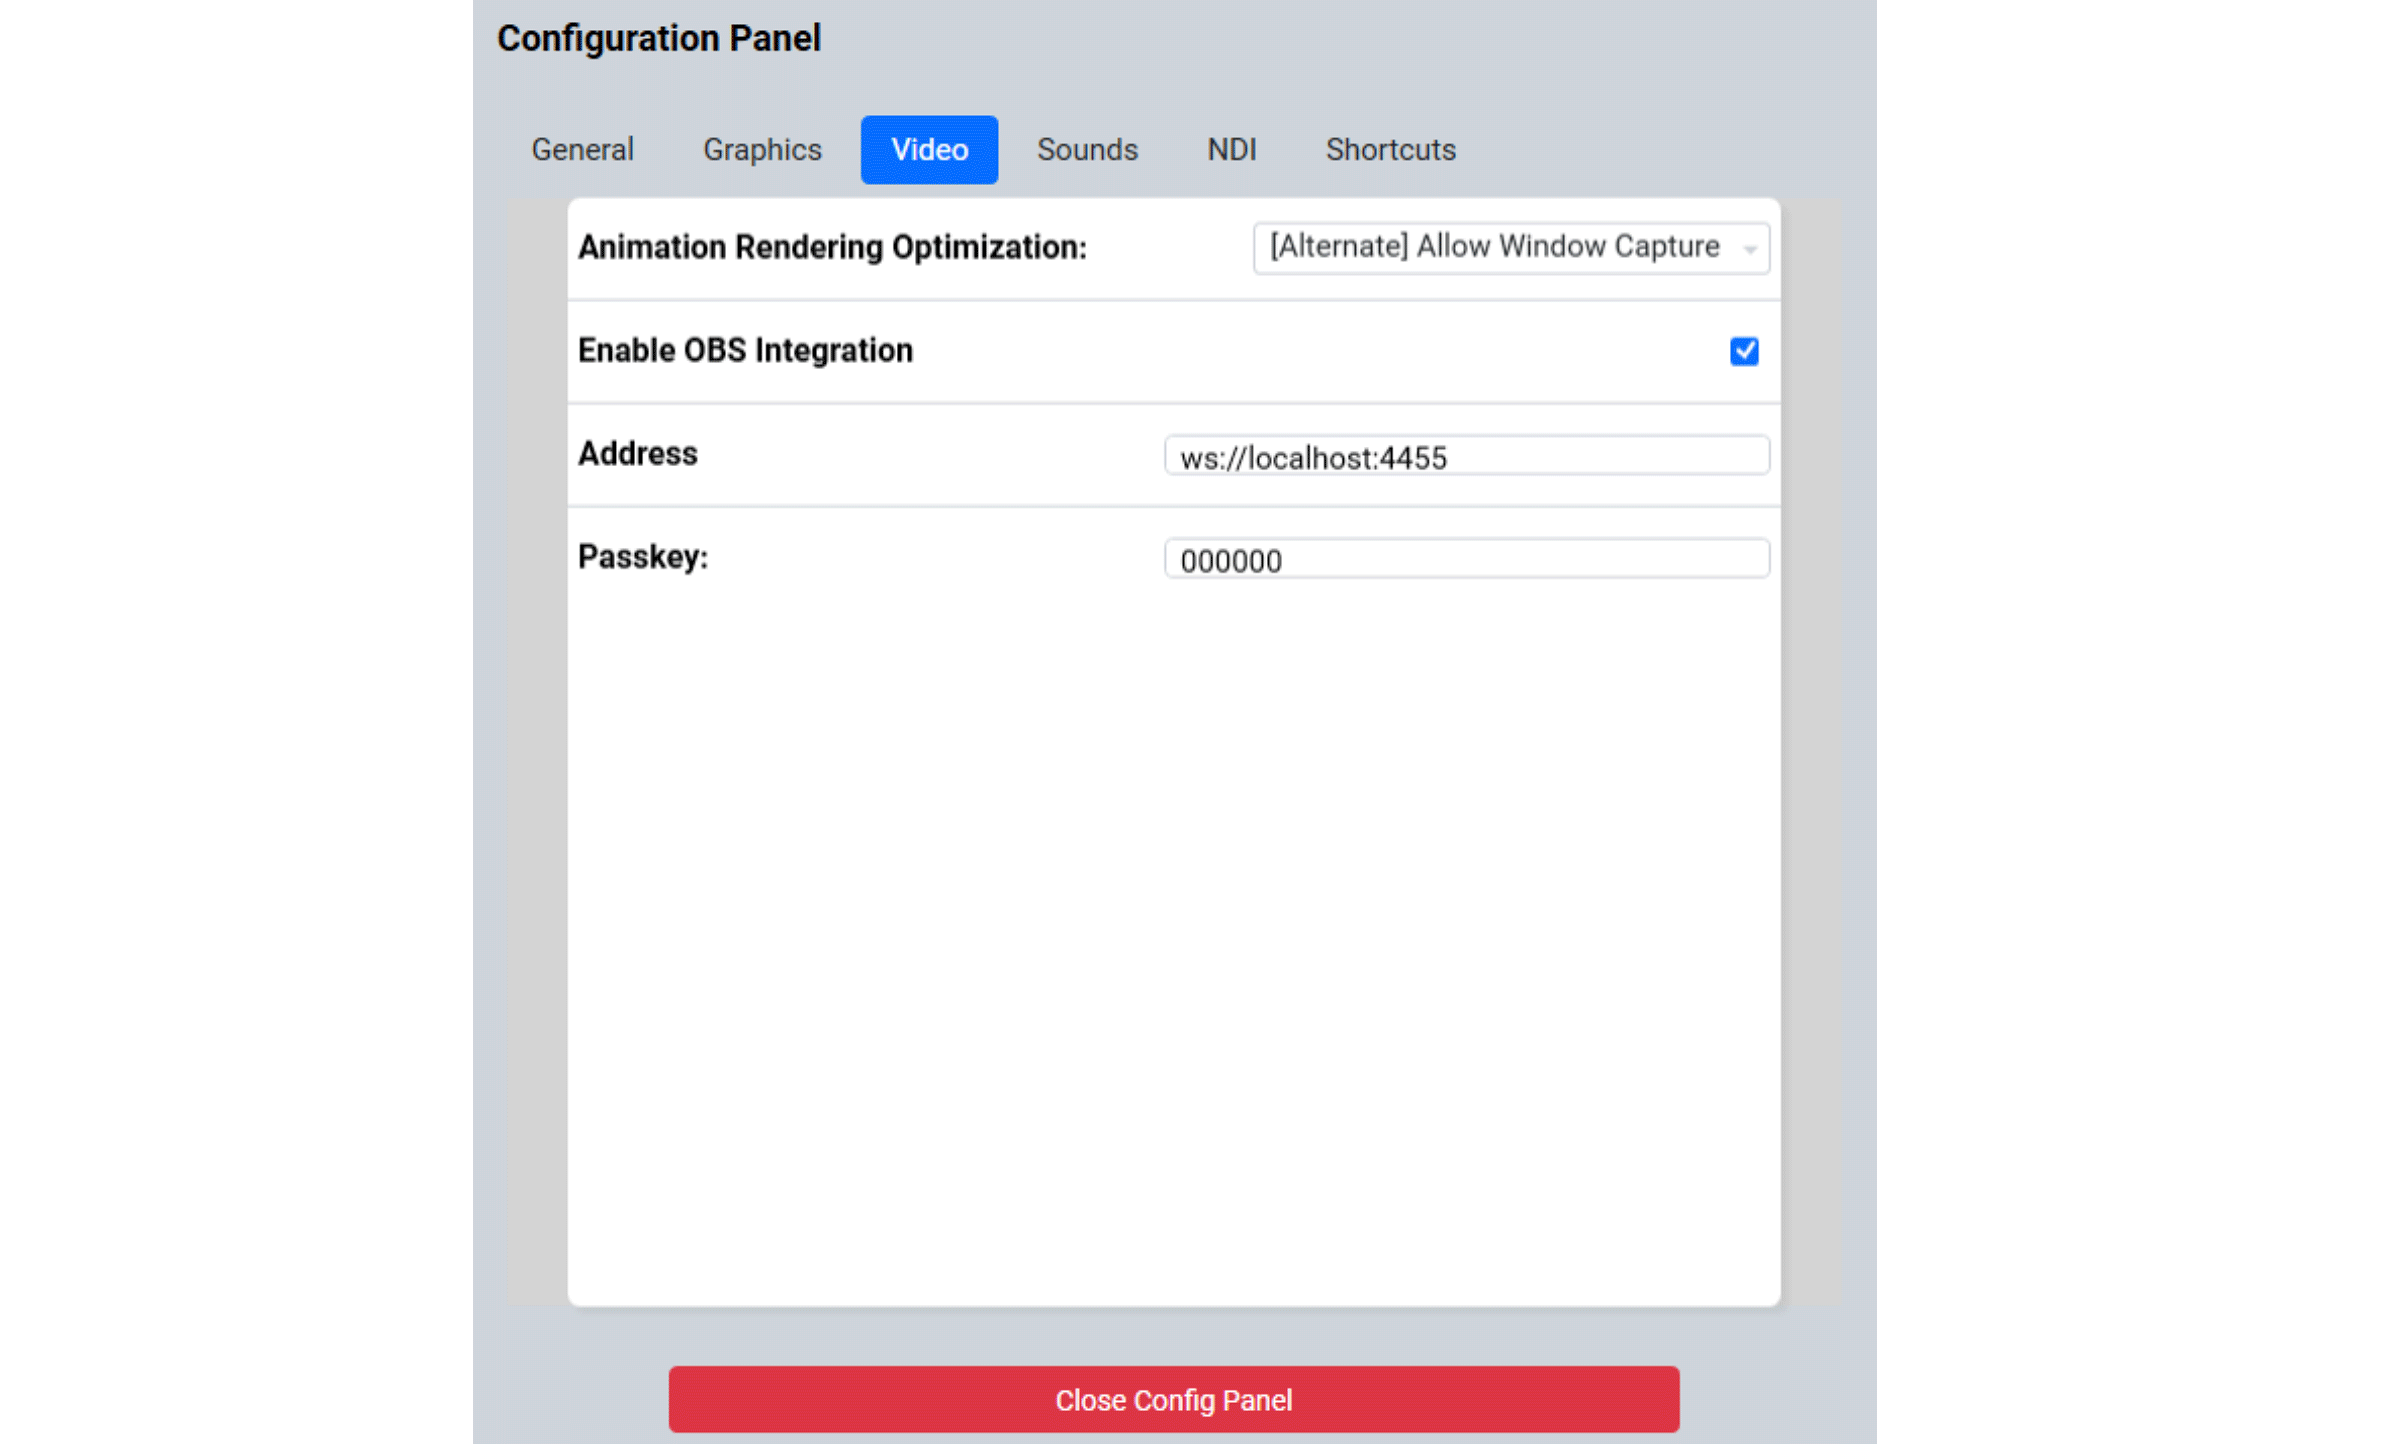 Configuration Panel
General Graphics Video Sounds NDI Shortcuts
Animation Rendering Optimization: [Alternate] Allow Window Capture
Enable OBS Integration
Address ws://localhost:4455
Passkey: 000000
Close Config Panel